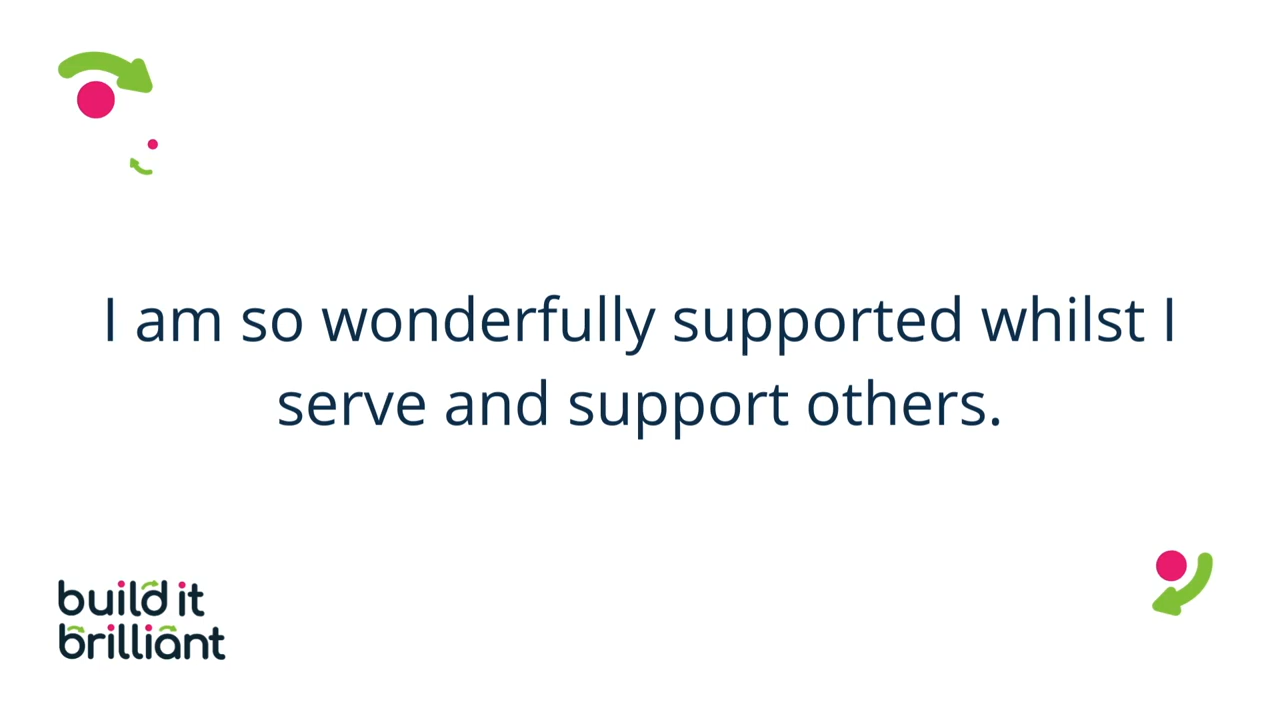 I am so wonderfully supported whilst I
serve and support others.
build it
brilliant